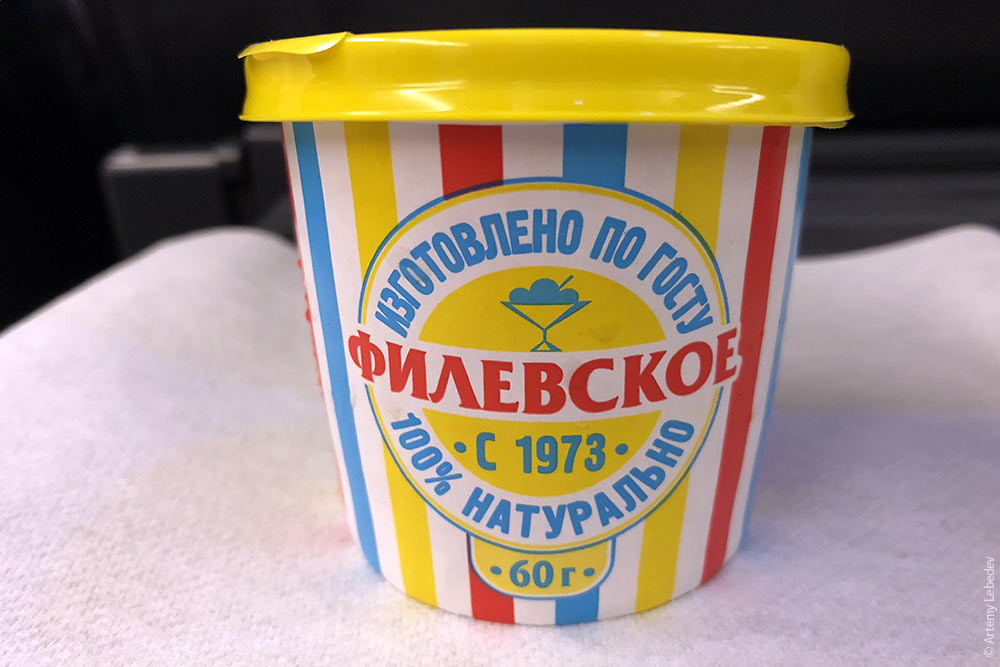 ИЗГОТОВЛЕНО ПО ГОСТУ
ФИЛЕВСКОЕ
· С 1973 ·
100% НАТУРАЛЬНО
· 60 г ·
© Artemy Lebedev